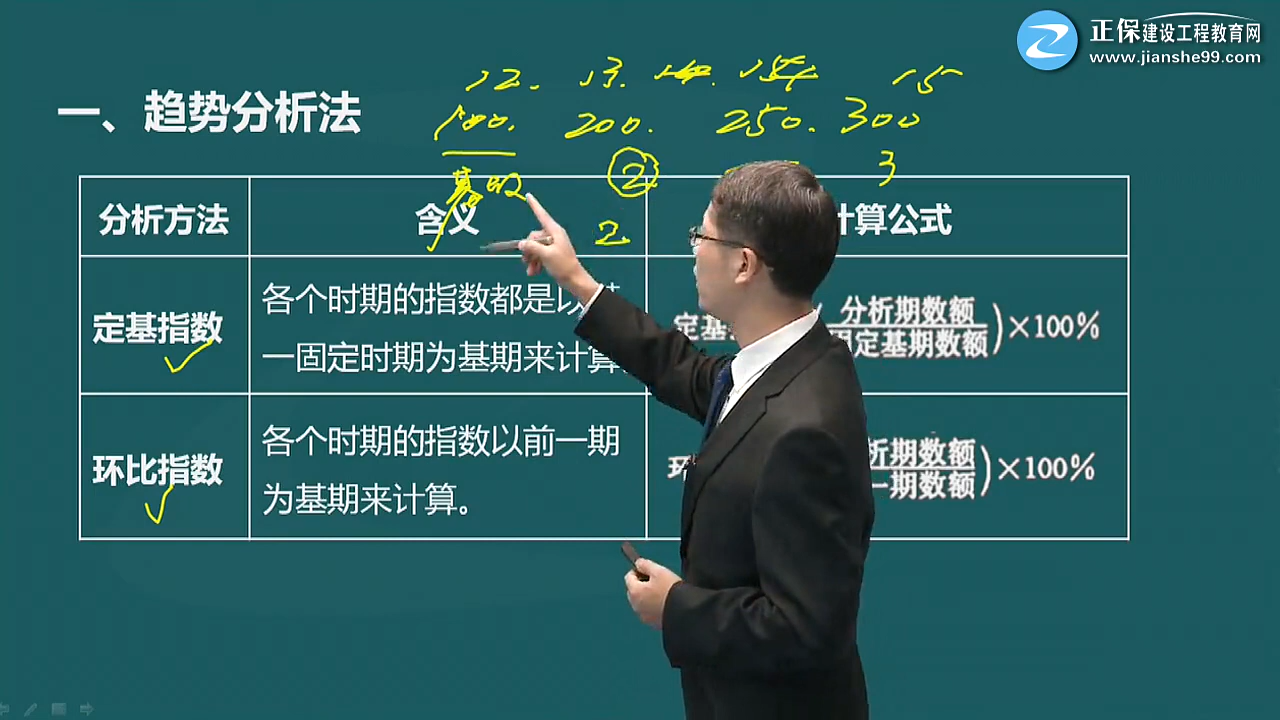 正保建设工程教育网
www.jianshe99.com
12. 13. 14. 15
一、趋势分析法
100. 200. 250. 300
基期 2 3
分析方法 含义 计算公式
2
定基指数 各个时期的指数都是以
一固定时期为基期来计算
定基 分析期数额
固定基期数额 )×100%
环比指数 各个时期的指数以前一期
为基期来计算。
析期数额
一期数额 )×100%